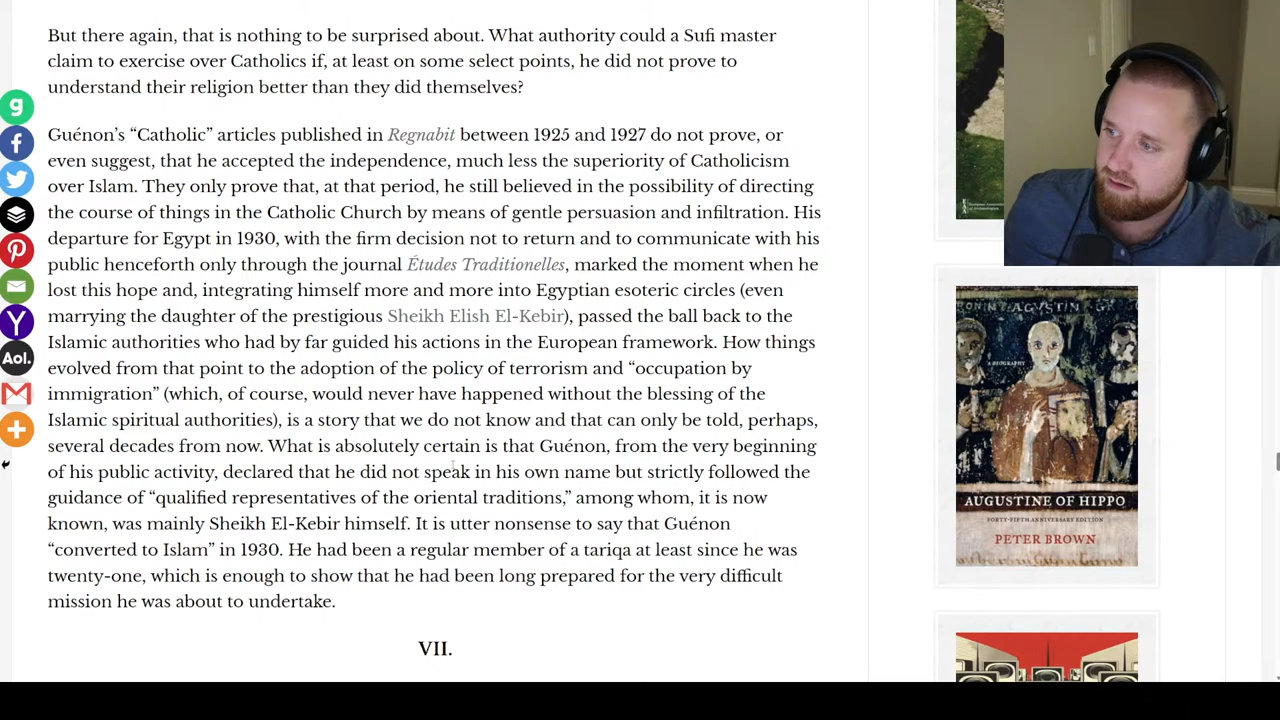 But there again, that is nothing to be surprised about. What authority could a Sufi master
claim to exercise over Catholics if, at least on some select points, he did not prove to
understand their religion better than they did themselves?
Guénon's “Catholic” articles published in Regnabit between 1925 and 1927 do not prove, or
even suggest, that he accepted the independence, much less the superiority of Catholicism
over Islam. They only prove that, at that period, he still believed in the possibility of directing
the course of things in the Catholic Church by means of gentle persuasion and infiltration. His
departure for Egypt in 1930, with the firm decision not to return and to communicate with his
public henceforth only through the journal Études Traditionelles, marked the moment when he
lost this hope and, integrating himself more and more into Egyptian esoteric circles (even
marrying the daughter of the prestigious Sheikh Elish El-Kebir), passed the ball back to the
Islamic authorities who had by far guided his actions in the European framework. How things
evolved from that point to the adoption of the policy of terrorism and “occupation by
immigration” (which, of course, would never have happened without the blessing of the
Islamic spiritual authorities), is a story that we do not know and that can only be told, perhaps,
several decades from now. What is absolutely certain is that Guénon, from the very beginning
of his public activity, declared that he did not speak in his own name but strictly followed the
guidance of “qualified representatives of the oriental traditions,” among whom, it is now
known, was mainly Sheikh El-Kebir himself. It is utter nonsense to say that Guénon
“converted to Islam” in 1930. He had been a regular member of a tariqa at least since he was
twenty-one, which is enough to show that he had been long prepared for the very difficult
mission he was about to undertake.
VII.
g
Y
Aol.
A BIOGRAPHY
AUGUSTINE OF HIPPO
FORTY-FIFTH ANNIVERSARY EDITION
PETER BROWN